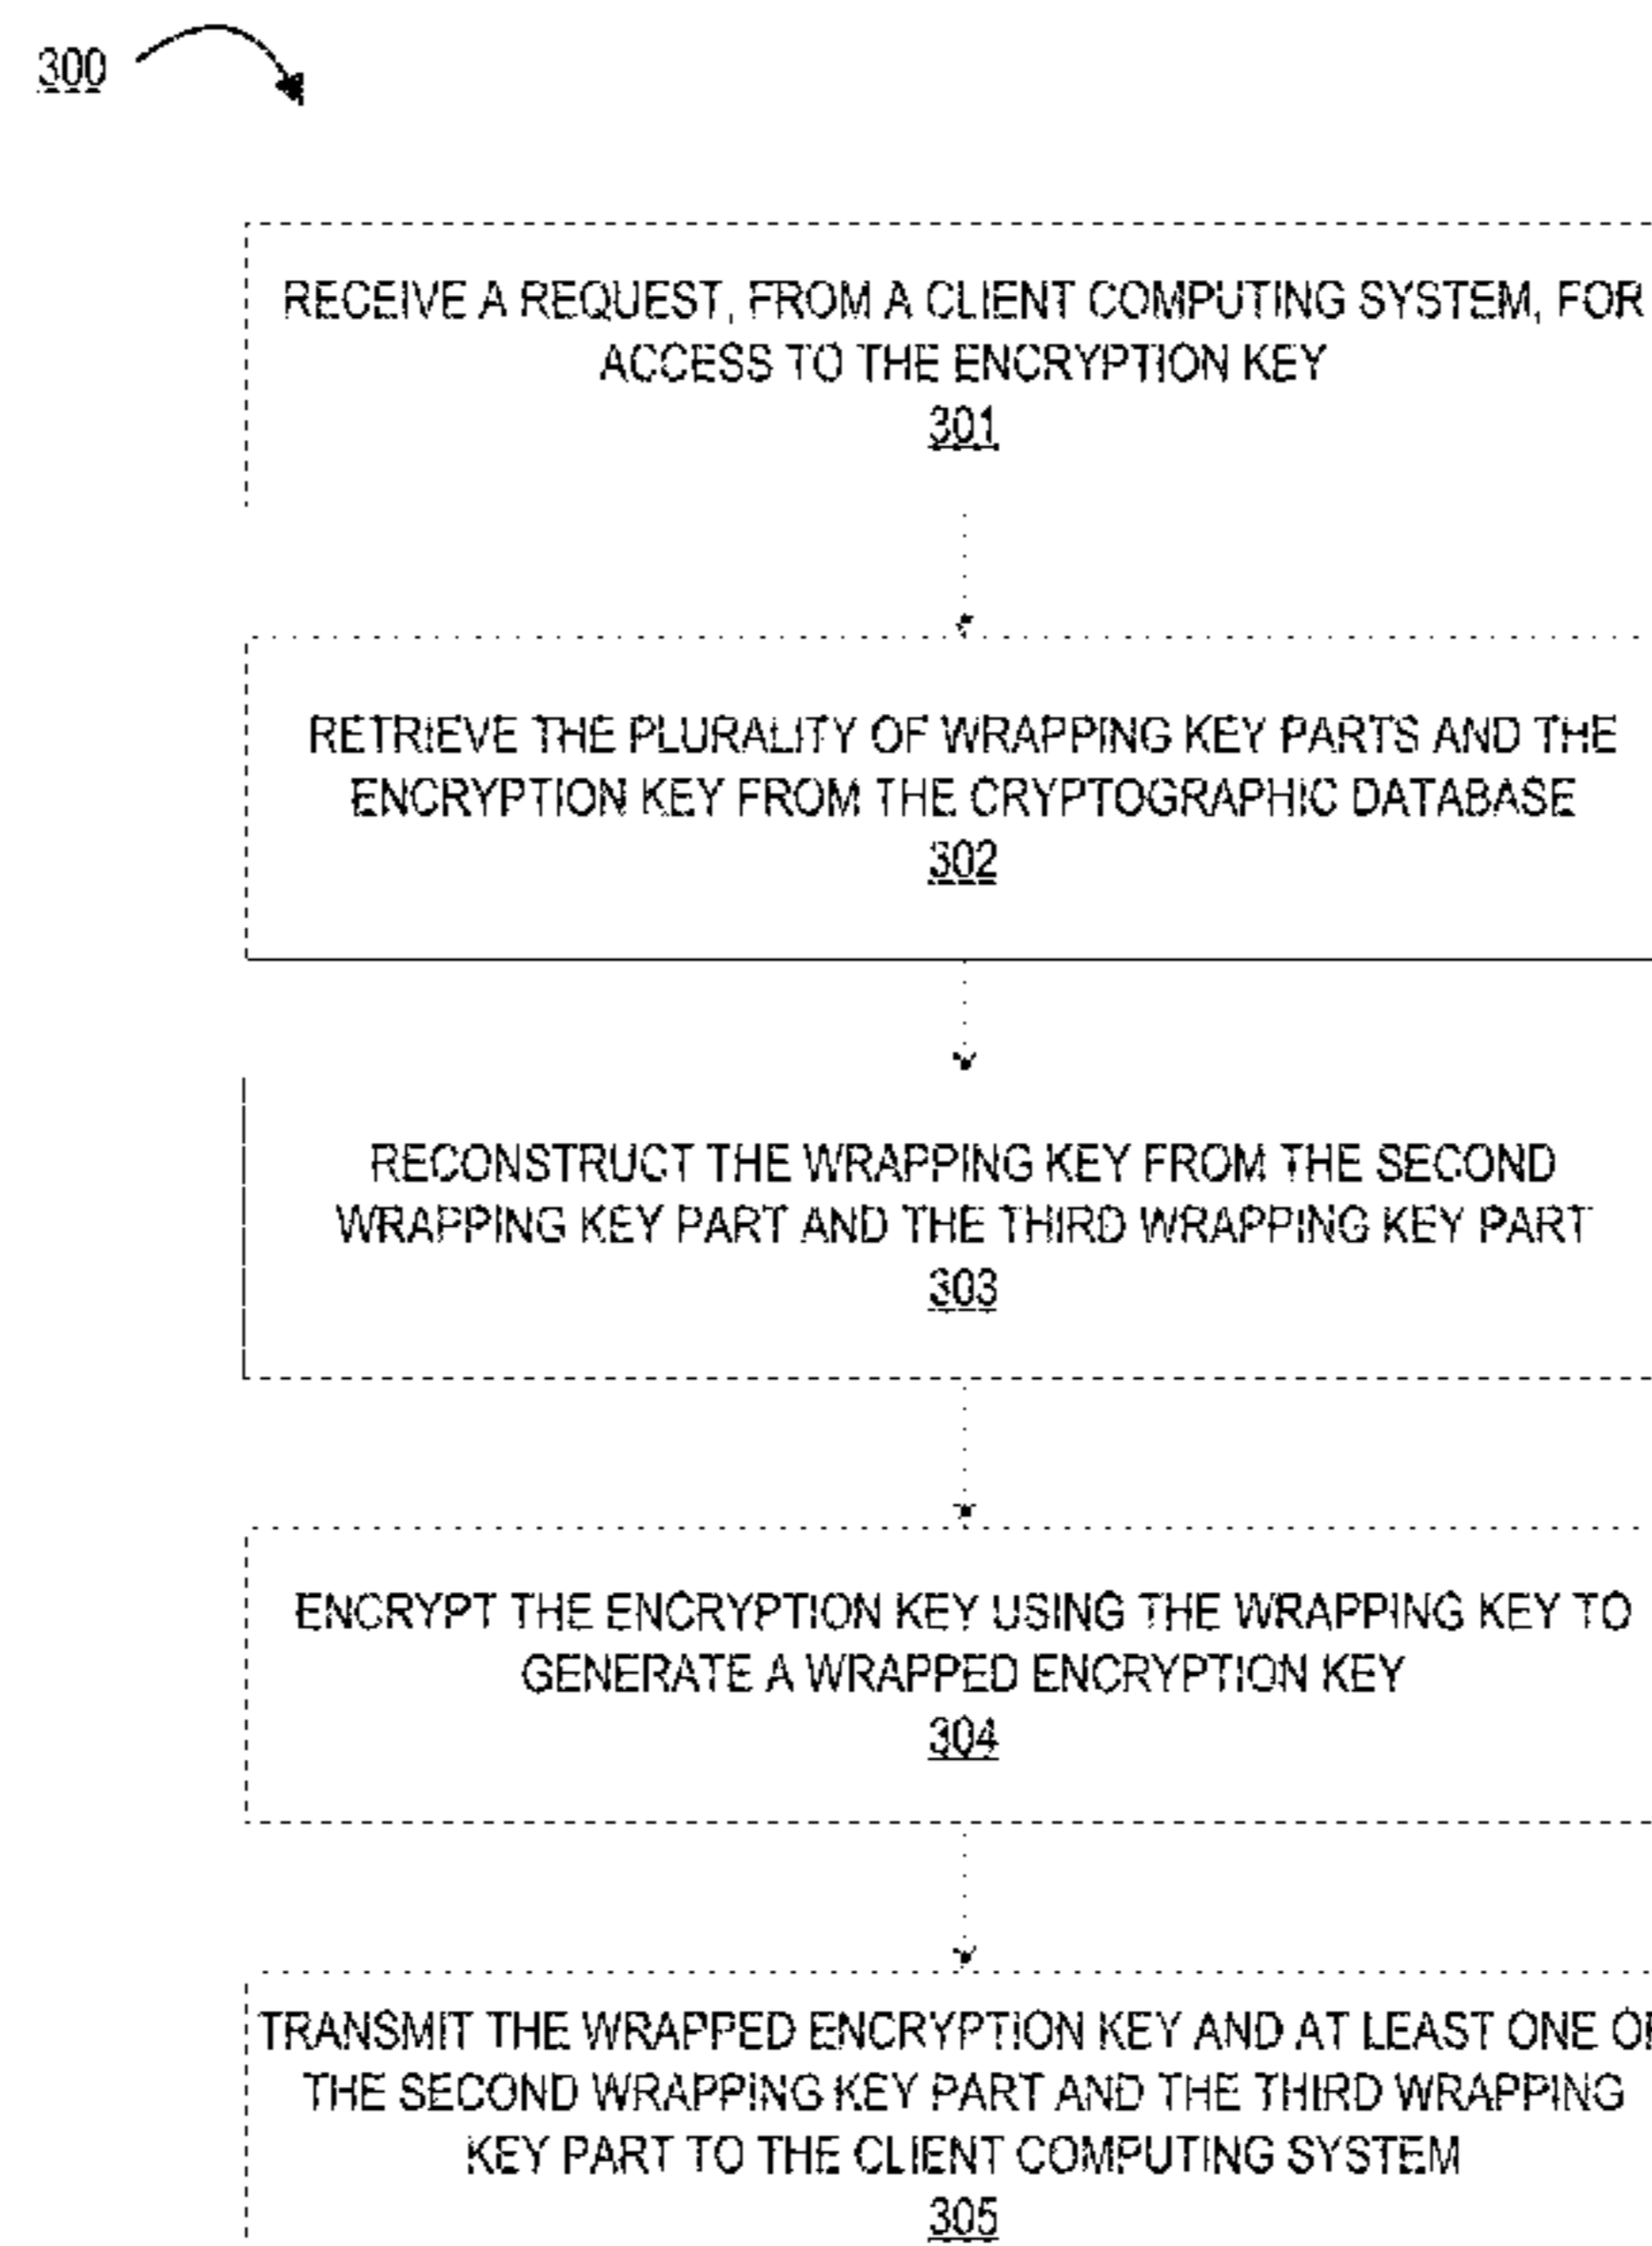 300
RECEIVE A REQUEST, FROM A CLIENT COMPUTING SYSTEM, FOR
ACCESS TO THE ENCRYPTION KEY
301
RETRIEVE THE PLURALITY OF WRAPPING KEY PARTS AND THE
ENCRYPTION KEY FROM THE CRYPTOGRAPHIC DATABASE
302
RECONSTRUCT THE WRAPPING KEY FROM THE SECOND
WRAPPING KEY PART AND THE THIRD WRAPPING KEY PART
303
ENCRYPT THE ENCRYPTION KEY USING THE WRAPPING KEY TO
GENERATE A WRAPPED ENCRYPTION KEY
304
TRANSMIT THE WRAPPED ENCRYPTION KEY AND AT LEAST ONE OF
THE SECOND WRAPPING KEY PART AND THE THIRD WRAPPING
KEY PART TO THE CLIENT COMPUTING SYSTEM
305